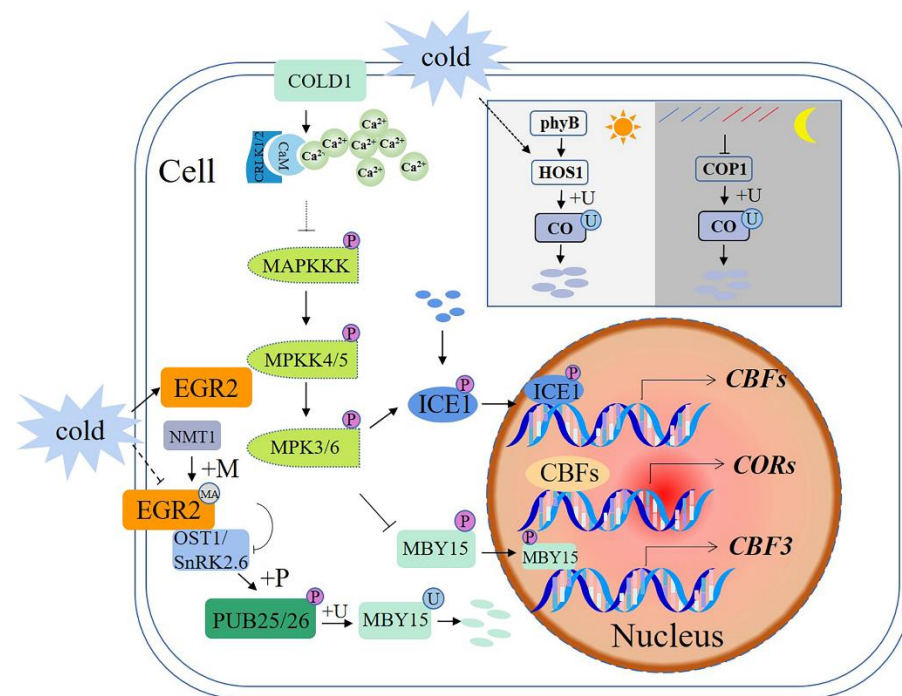 cold
COLD1
CRLK1/2
CaM
Ca²⁺
Ca²⁺
Ca²⁺
Ca²⁺
Ca²⁺
Ca²⁺
Ca²⁺
Ca²⁺
Cell
phyB
HOS1
+U
CO
U
COP1
+U
CO
U
P
MAPKKK
P
MPKK4/5
P
MPK3/6
P
ICE1
P
ICE1
CBFs
CBFs
CORs
P
MBY15
P
MBY15
CBF3
Nucleus
cold
EGR2
NMT1
+M
MA
EGR2
OST1/
SnRK2.6
+P
P
PUB25/26
+U
U
MBY15